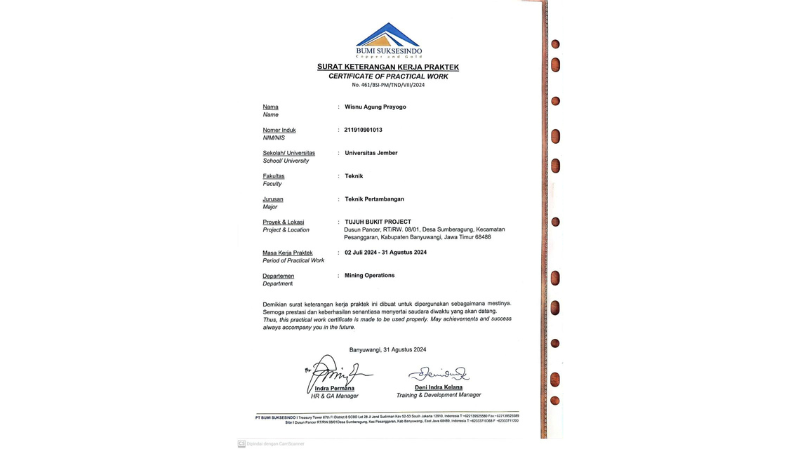 BUMI SUKSESINDO
Copper and Gold
SURAT KETERANGAN KERJA PRAKTEK
CERTIFICATE OF PRACTICAL WORK
No. 461/BSI-PM/TND/VIII/2024
Nama : Wisnu Agung Prayogo
Name
Nomer Induk : 211910901013
NIM/NIS
Sekolah/ Universitas : Universitas Jember
School/ University
Fakultas : Teknik
Faculty
Jurusan : Teknik Pertambangan
Major
Proyek & Lokasi : TUJUH BUKIT PROJECT
Project & Location Dusun Pancer, RT/RW. 08/01, Desa Sumberagung, Kecamatan
Pesanggaran, Kabupaten Banyuwangi, Jawa Timur 68488
Masa Kerja Praktek : 02 Juli 2024 - 31 Agustus 2024
Period of Practical Work
Departemen : Mining Operations
Department
Demikian surat keterangan kerja praktek ini dibuat untuk dipergunakan sebagaimana mestinya.
Semoga prestasi dan keberhasilan senantiasa menyertai saudara diwaktu yang akan datang.
Thus, this practical work certificate is made to be used properly. May achievements and success
always accompany you in the future.
Banyuwangi, 31 Agustus 2024
Indra Permana Deni Indra Kelana
HR & GA Manager Training & Development Manager
PT BUMI SUKSESINDO